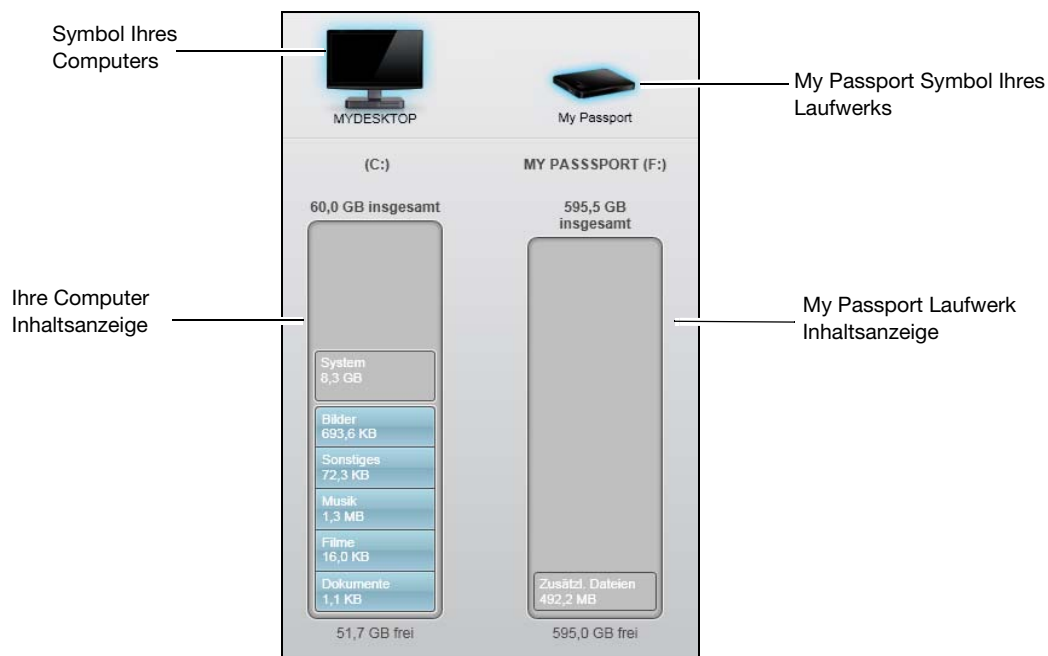 Symbol Ihres
Computers
My Passport Symbol Ihres
Laufwerks
MYDESKTOP
My Passport
(C:)
MY PASSSPORT (F:)
60,0 GB insgesamt
595,5 GB
insgesamt
Ihre Computer
Inhaltsanzeige
My Passport Laufwerk
Inhaltsanzeige
System
8,3 GB
Bilder
693,6 KB
Sonstiges
72,3 KB
Musik
1,3 MB
Filme
16,0 KB
Dokumente
1,1 KB
Zusätzl. Dateien
492,2 MB
51,7 GB frei
595,0 GB frei